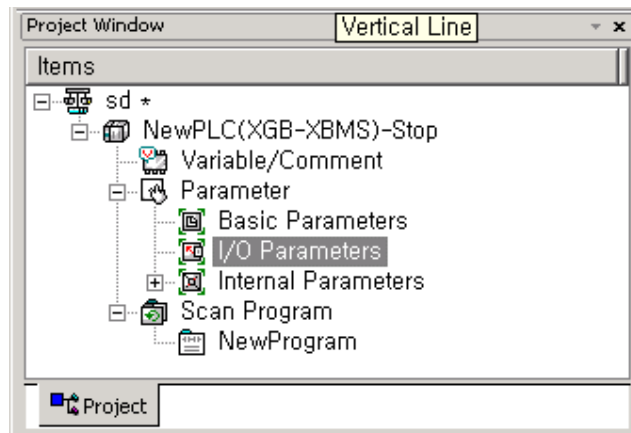 Project Window
Vertical Line
Items
sd *
NewPLC(XGB-XBMS)-Stop
Variable/Comment
Parameter
Basic Parameters
I/O Parameters
Internal Parameters
Scan Program
NewProgram
Project